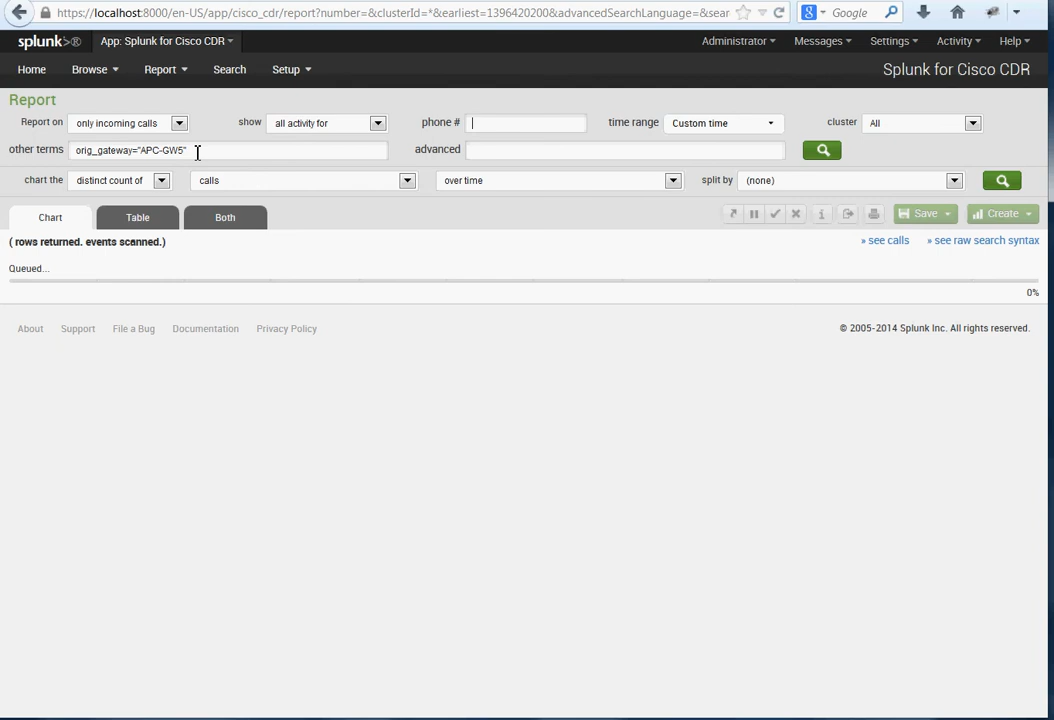 https://localhost:8000/en-US/app/cisco_cdr/report?number=&clusterId=*&earliest=1396420200&advancedSearchLanguage=&sear
Google
splunk>® App: Splunk for Cisco CDR Administrator Messages Settings Activity Help
Home Browse Report Search Setup Splunk for Cisco CDR
Report
Report on only incoming calls show all activity for phone # time range Custom time cluster All
other terms orig_gateway="APC-GW5" advanced
chart the distinct count of calls over time split by (none)
Chart Table Both Save Create
( rows returned. events scanned.) » see calls » see raw search syntax
Queued...
0%
About Support File a Bug Documentation Privacy Policy © 2005-2014 Splunk Inc. All rights reserved.